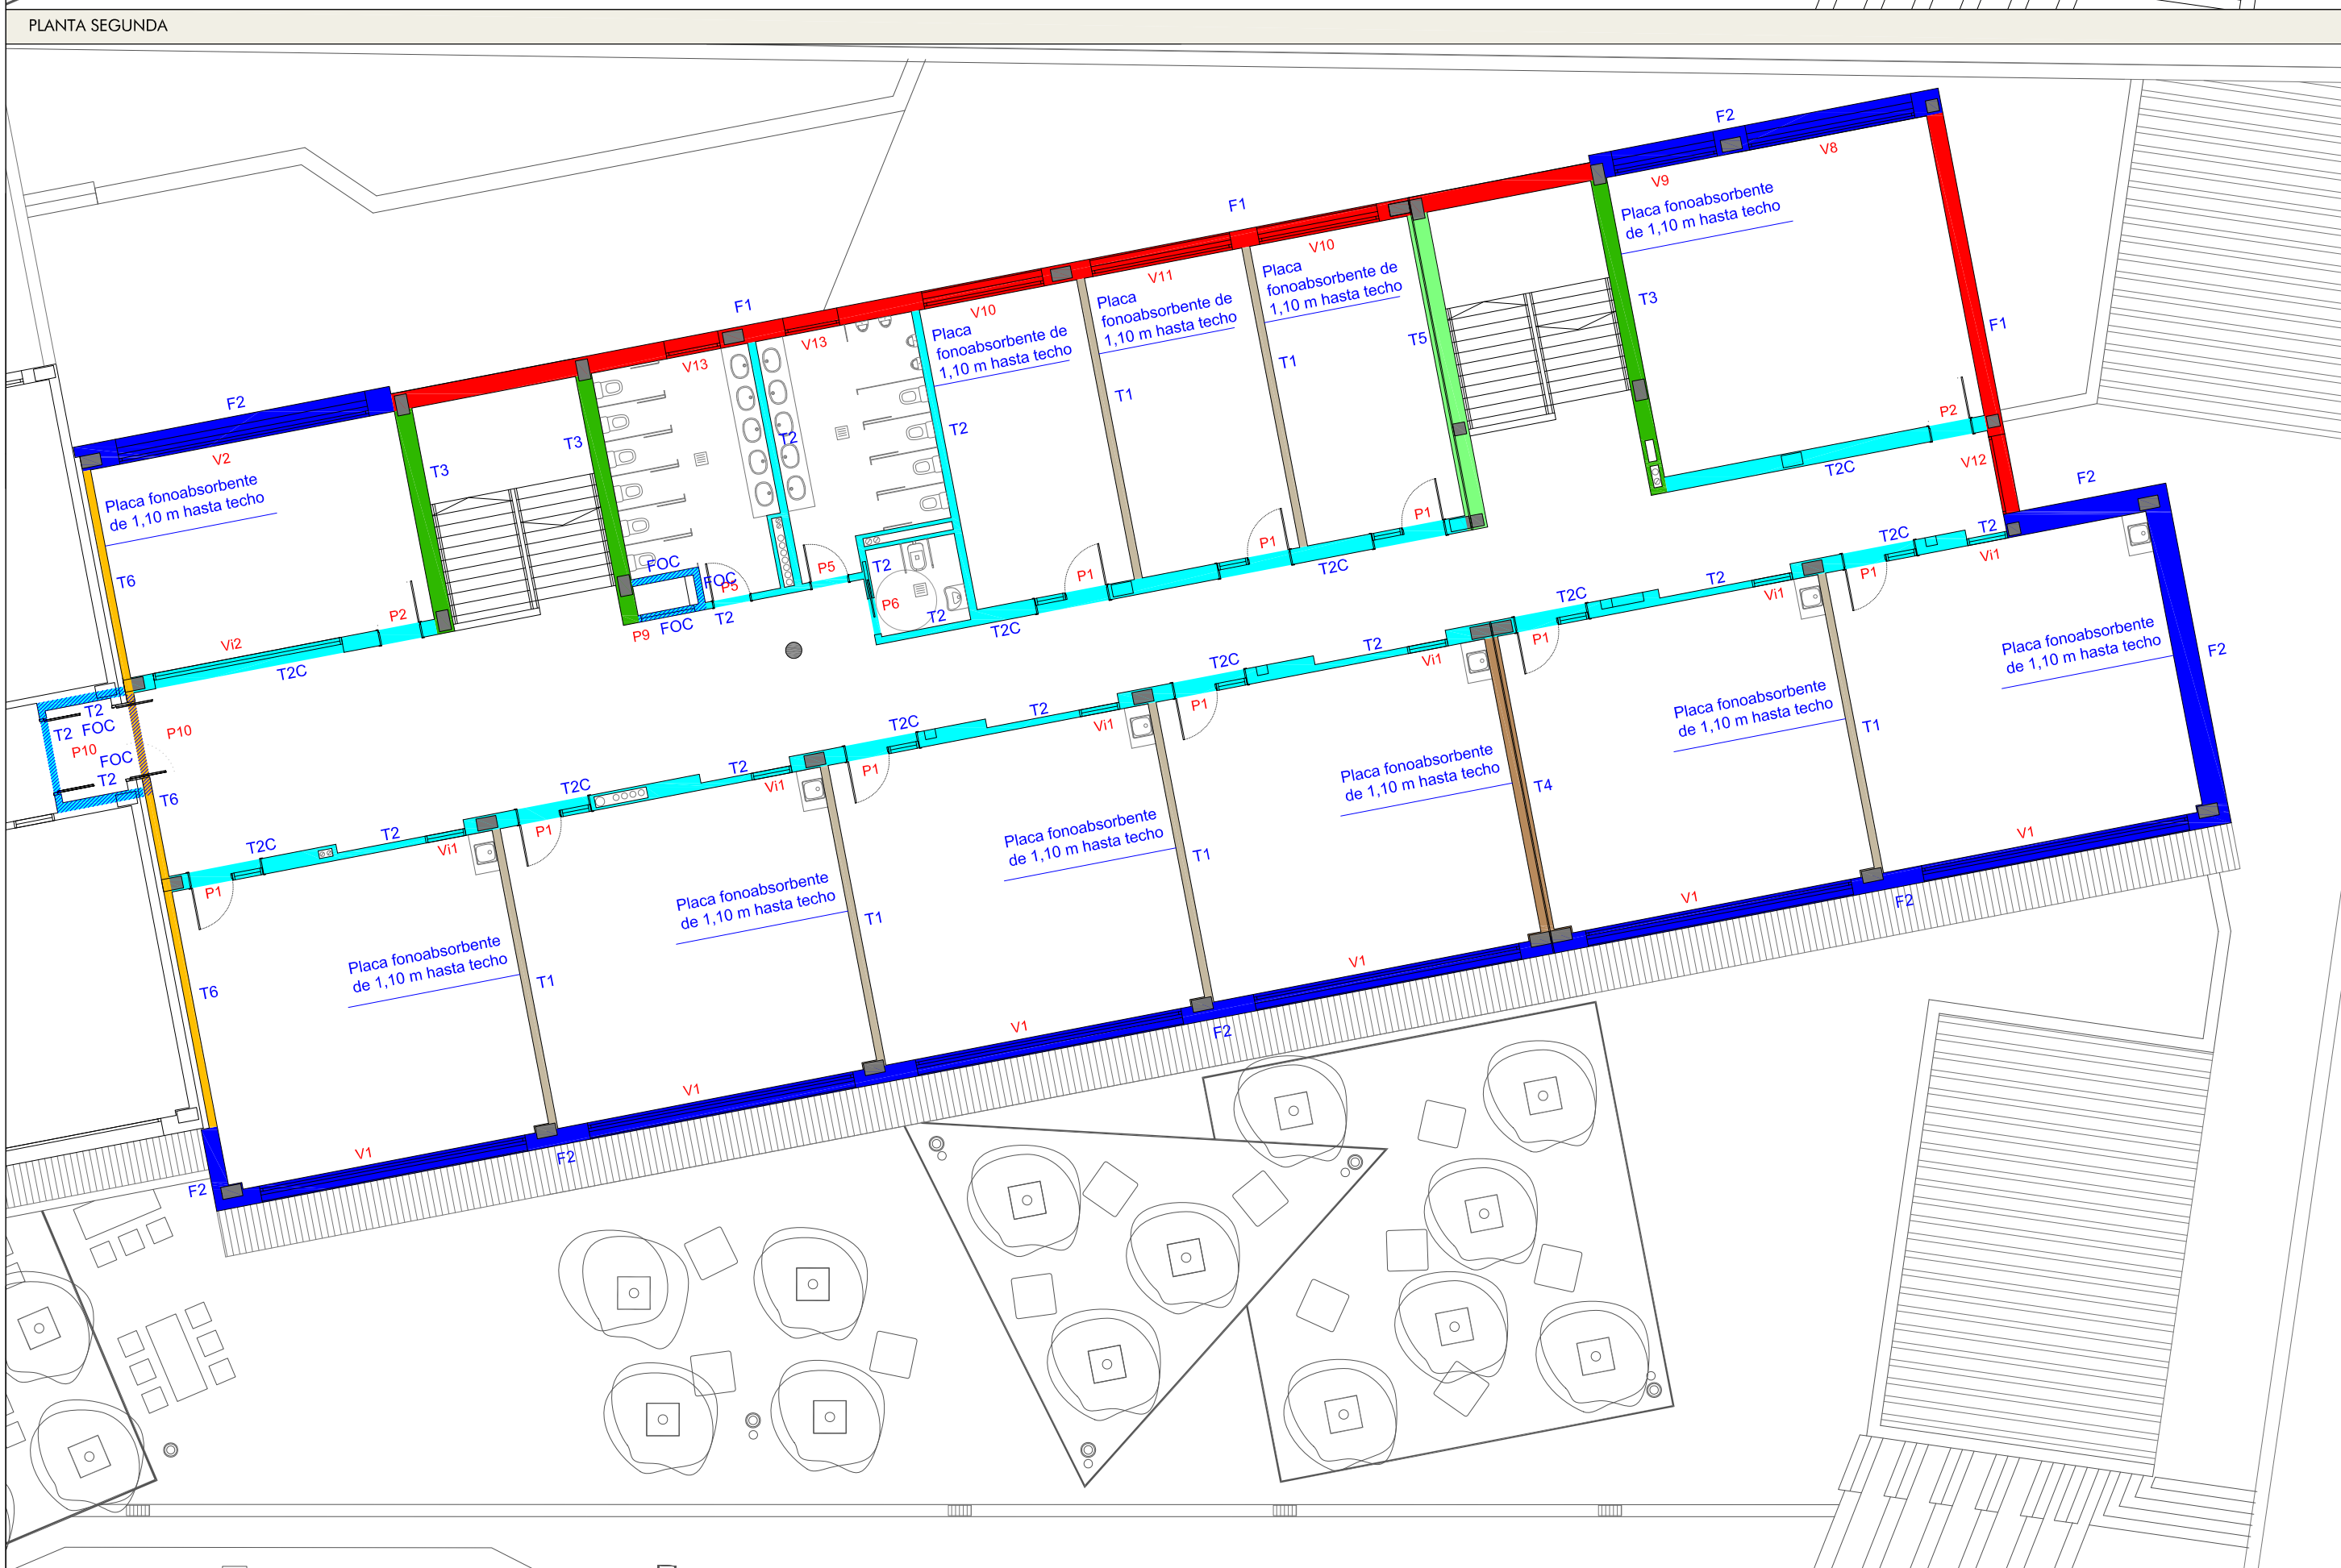 PLANTA SEGUNDA
F2
V8
V9
Placa fonoabsorbente
de 1,10 m hasta techo
F1
V10
Placa
fonoabsorbente de
1,10 m hasta techo
V11
Placa
fonoabsorbente de
1,10 m hasta techo
F1
V10
Placa
fonoabsorbente de
1,10 m hasta techo
V13
V13
F2
V2
Placa fonoabsorbente
de 1,10 m hasta techo
T3
T3
T2
T2
T1
T1
T5
T3
F1
P2
T2C
V12
F2
T6
Vi2
T2C
P2
FOC
FOC
FOC
P9
P5
T2
P5
T2
P6
T2
T2C
P1
P1
T2C
P1
T2
T2
FOC
P10
FOC
T2
P10
T6
T2C
P1
T2
Vi1
T2C
P1
T2
Vi1
T2C
P1
T2
Vi1
T2C
P1
T2
Vi1
T2C
P1
T2
Vi1
T2C
P1
T2
Vi1
Placa fonoabsorbente
de 1,10 m hasta techo
F2
Placa fonoabsorbente
de 1,10 m hasta techo
T1
Placa fonoabsorbente
de 1,10 m hasta techo
T4
Placa fonoabsorbente
de 1,10 m hasta techo
T1
Placa fonoabsorbente
de 1,10 m hasta techo
T1
Placa fonoabsorbente
de 1,10 m hasta techo
T1
T6
V1
V1
F2
V1
V1
F2
V1
V1
F2
F2